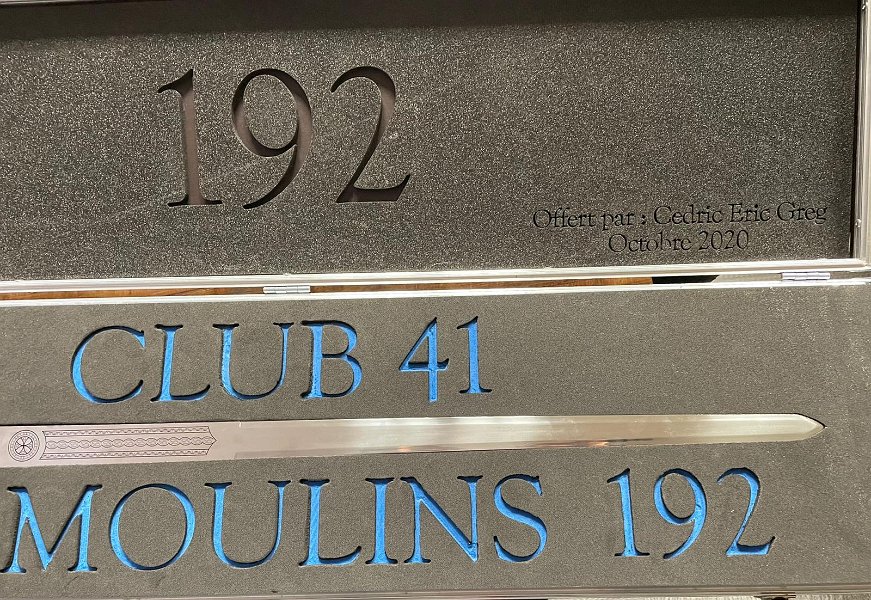 192
Offert par : Cedric Eric Greg
Octobre 2020
CLUB 41
MOULINS 192